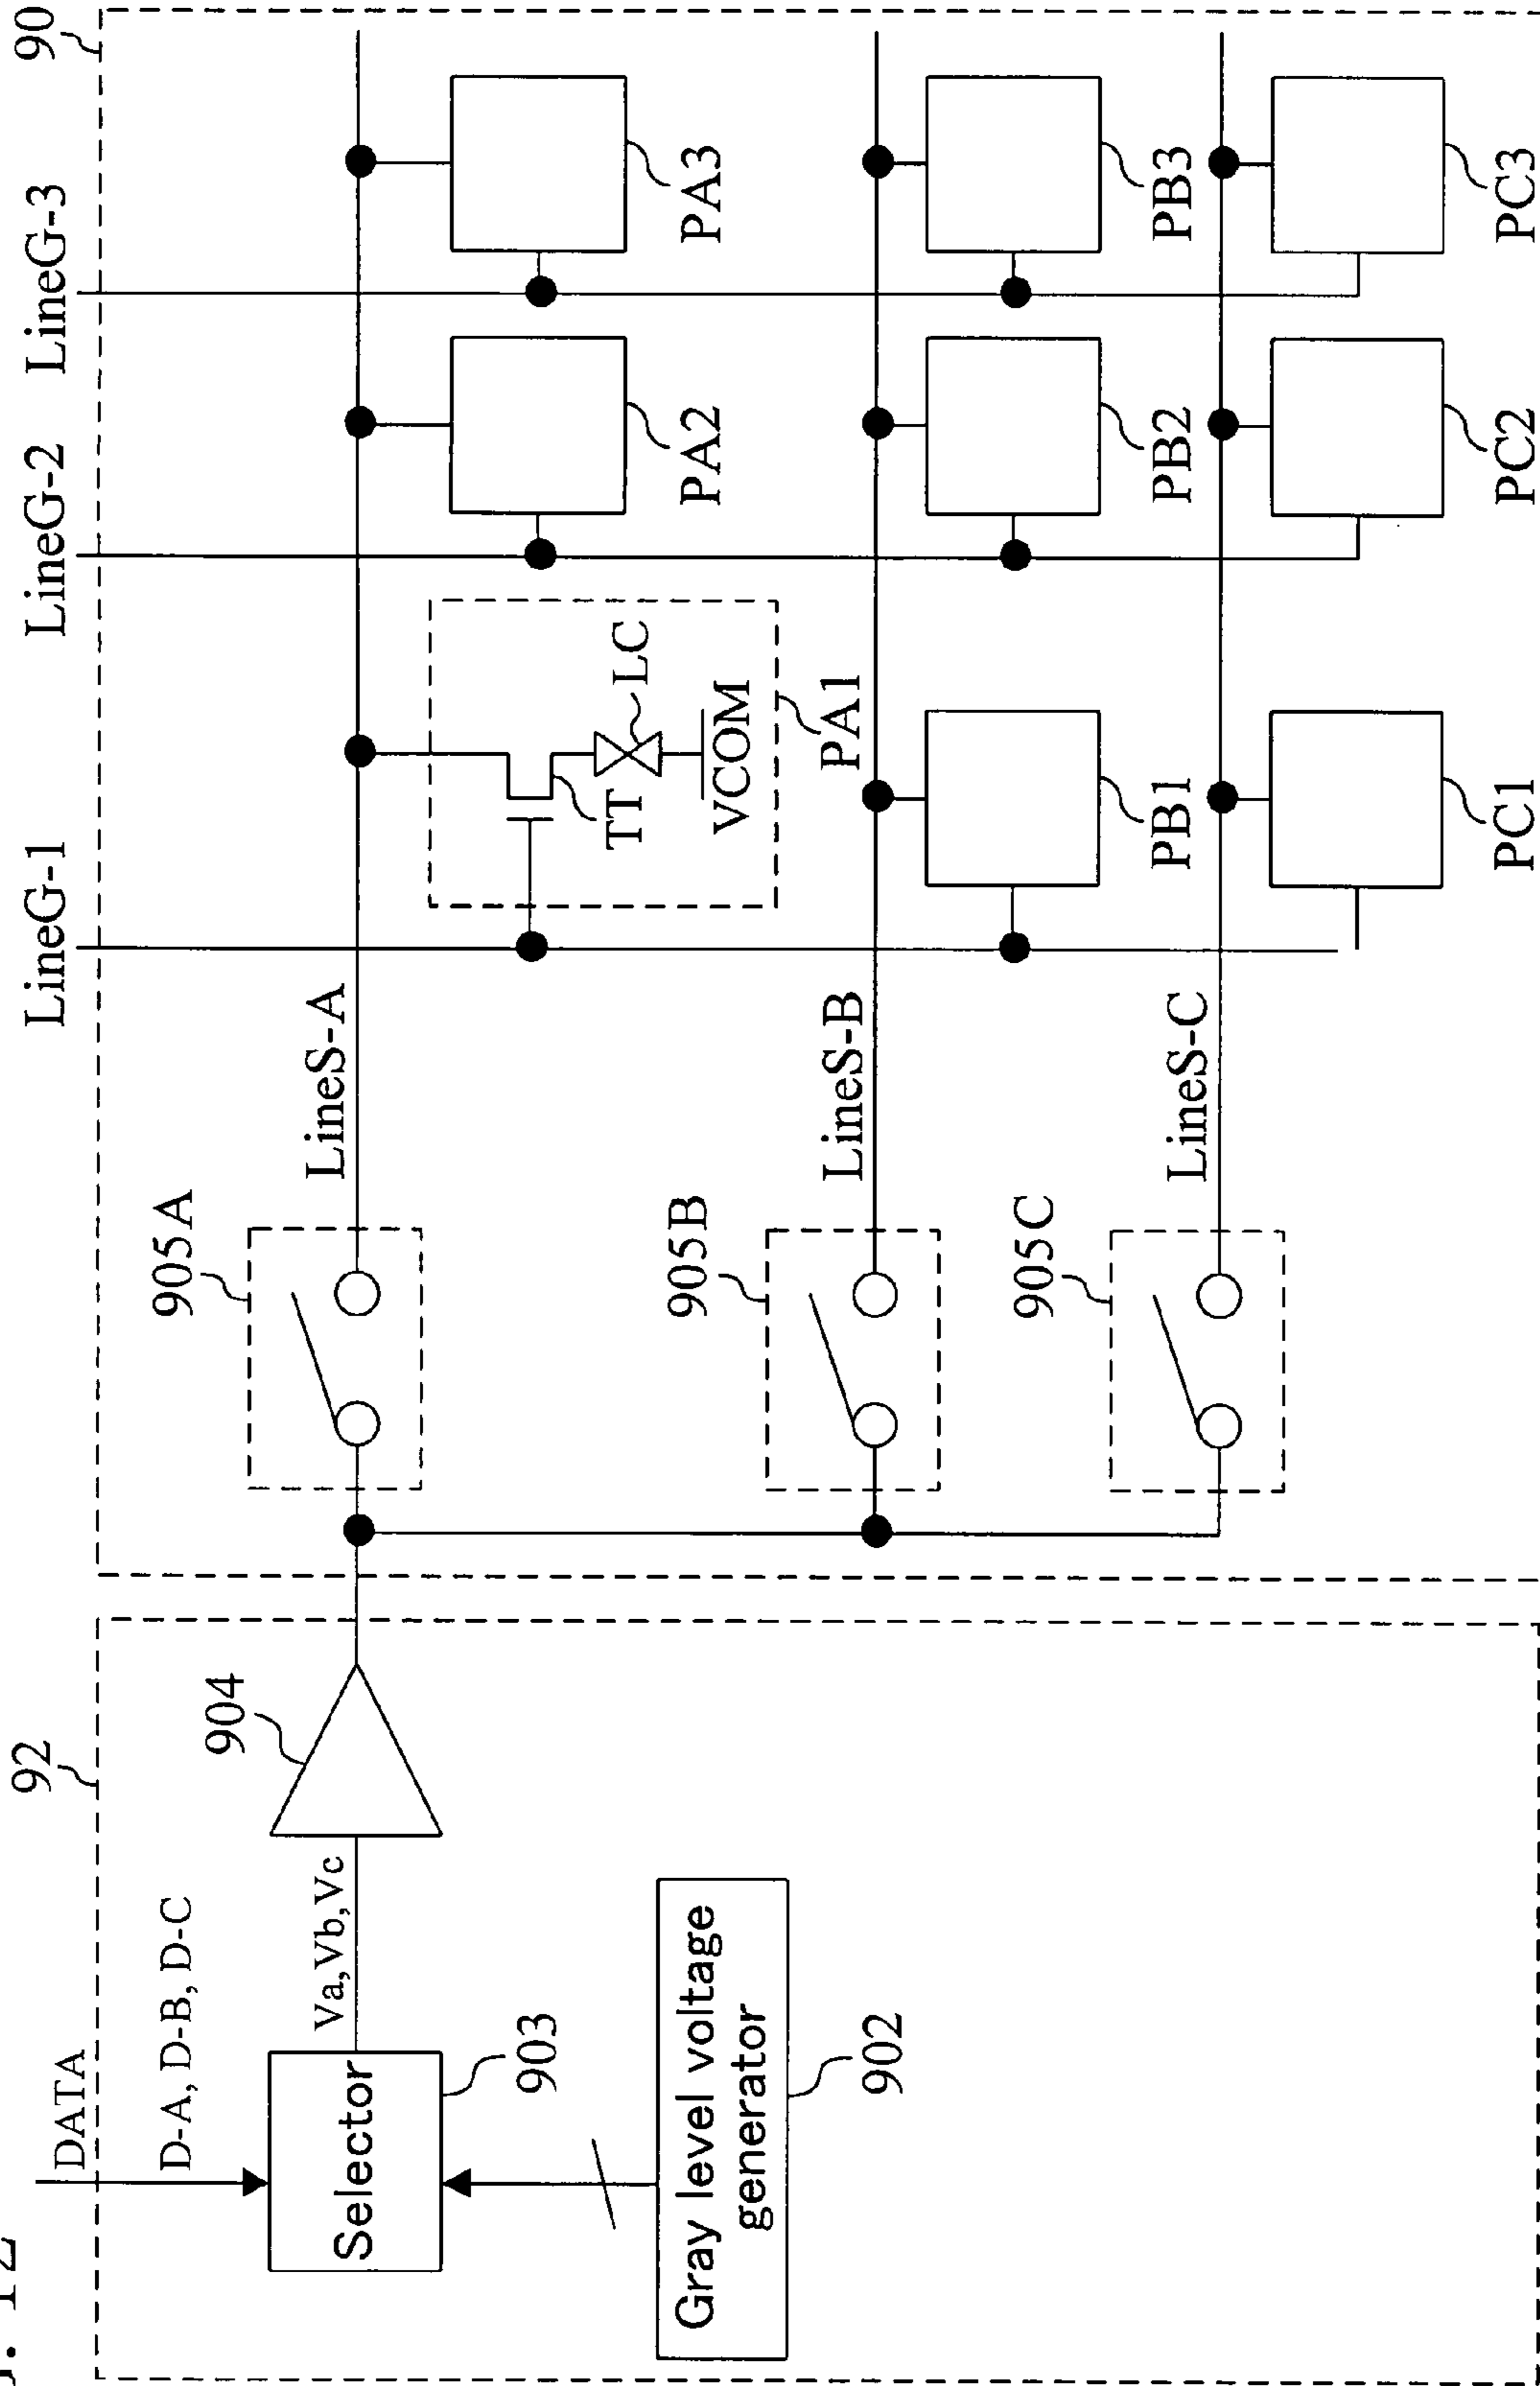 12
92
90
DATA
D-A, D-B, D-C
Selector
903
Va,Vb,Vc
904
Gray level voltage
generator
902
905A
905B
905C
LineS-A
LineS-B
LineS-C
LineG-1
LineG-2
LineG-3
TT
LC
VCOM
PA1
PA2
PA3
PB1
PB2
PB3
PC1
PC2
PC3